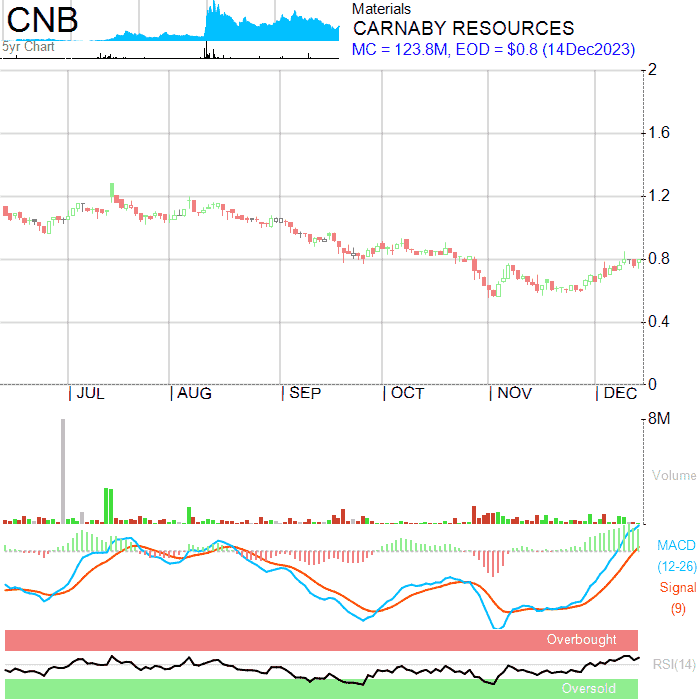 CNB
5yr Chart
Materials
CARNABY RESOURCES
MC = 123.8M, EOD = $0.8 (14Dec2023)
2
1.6
1.2
0.8
0.4
0
JUL AUG SEP OCT NOV DEC
8M
Volume
MACD
(12-26)
Signal
(9)
Overbought
RSI(14)
Oversold